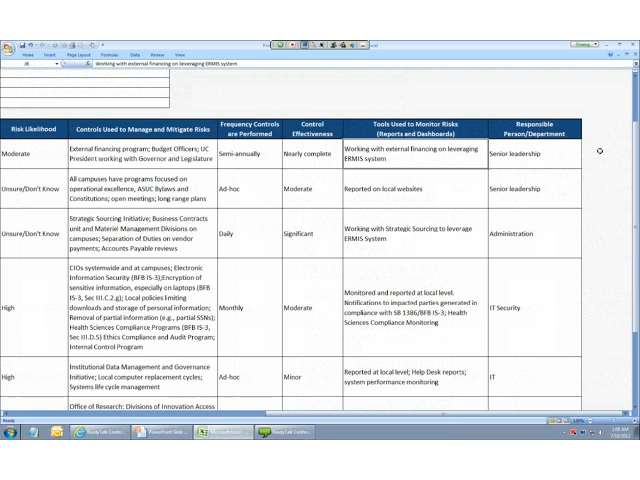 Home Insert Page Layout Formulas Data Review View
Working with external financing on leveraging ERMIS system
Risk Likelihood
Controls Used to Manage and Mitigate Risks
Frequency Controls
are Performed
Control
Effectiveness
Tools Used to Monitor Risks
(Reports and Dashboards)
Responsible
Person/Department
Moderate
External financing program; Budget Officers; UC
President working with Governor and Legislature
Semi-annually
Nearly complete
Working with external financing on leveraging
ERMIS system
Senior leadership
Unsure/Don't Know
All campuses have programs focused on
operational excellence, ASUC Bylaws and
Constitutions; open meetings; long range plans
Ad-hoc
Moderate
Reported on local websites
Senior leadership
Unsure/Don't Know
Strategic Sourcing Initiative; Business Contracts
unit and Materiel Management Divisions on
campuses; Separation of Duties on vendor
payments; Accounts Payable reviews
Daily
Significant
Working with Strategic Sourcing to leverage
ERMIS System
Administration
High
CIOs systemwide and at campuses; Electronic
Information Security (BFB IS-3);Encryption of
sensitive information, especially on laptops (BFB
IS-3, Sec III.C.2.g); Local policies limiting
downloads and storage of personal information;
Removal of partial information (e.g., partial SSNs);
Health Sciences Compliance Programs (BFB IS-3,
Sec III.D.5) Ethics Compliance and Audit Program;
Internal Control Program
Monthly
Moderate
Monitored and reported at local level.
Notifications to impacted parties generated in
compliance with SB 1386/BFB IS-3; Health
Sciences Compliance Monitoring
IT Security
High
Institutional Data Management and Governance
Initiative; Local computer replacement cycles;
Systems life cycle management
Ad-hoc
Minor
Reported at local level; Help Desk reports;
system performance monitoring
IT
Office of Research: Divisions of Innovation Access
Ready
ReadyTalk Confe...
PowerPoint Slide ...
Microsoft Excel ...
ReadyTalk Confe...